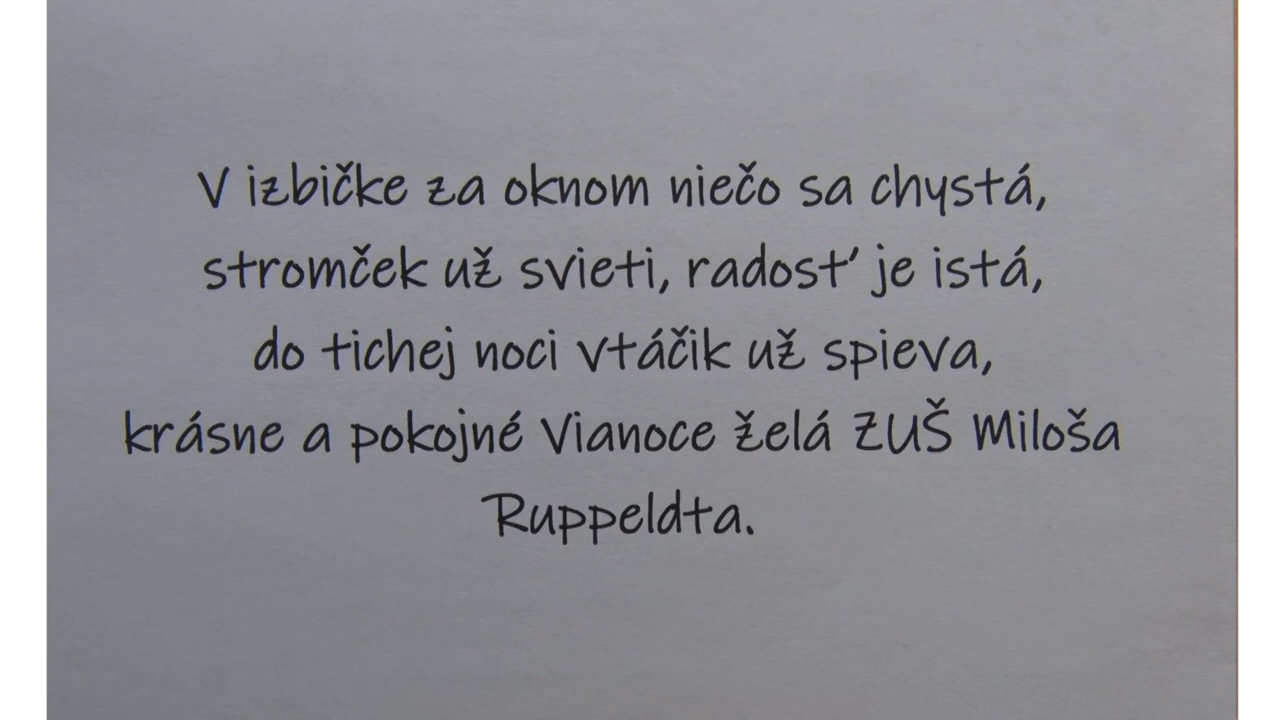 V izbičke za oknom niečo sa chystá,
stromček už svieti, radosť je istá,
do tichej noci vtáčik už spieva,
krásne a pokojné Vianoce želá ZUŠ Miloša
Ruppeldta.